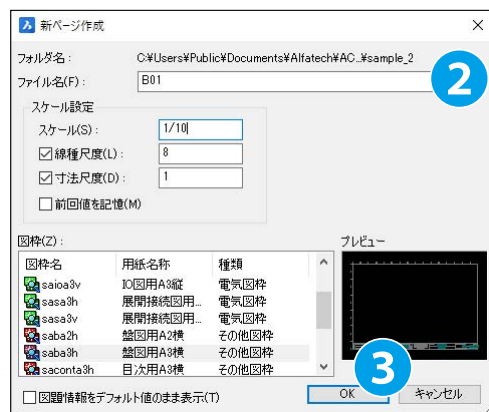 新ページ作成
フォルダ名： C:¥Users¥Public¥Documents¥Alfatech¥AC...¥sample_2
ファイル名(F)： B01
2
スケール設定
スケール(S)： 1/10
線種尺度(L)： 8
寸法尺度(D)： 1
前回値を記憶(M)
図枠(Z)： プレビュー
図枠名 用紙名称 種類
saioa3v IO図用A3縦 電気図枠
sasa3h 展開接続図用... 電気図枠
sasa3v 展開接続図用... 電気図枠
saba2h 盤図用A2横 その他図枠
saba3h 盤図用A3横 その他図枠
saconta3h 目次用A3横 その他図枠
3
図題情報をデフォルト値のまま表示(T) OK キャンセル